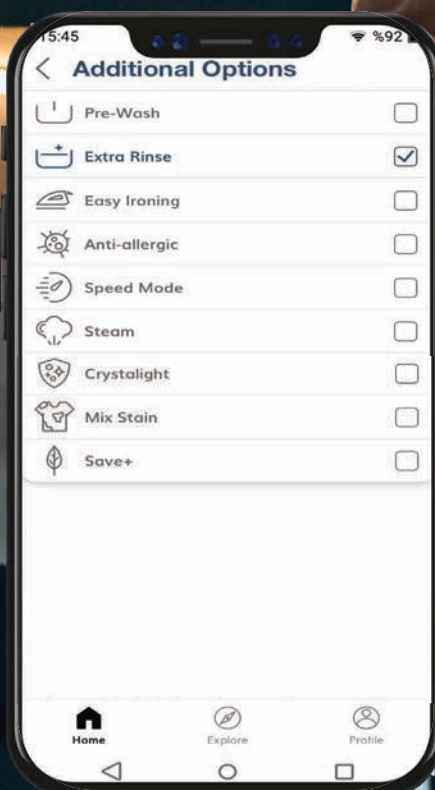 15:45
%92
Additional Options
Pre-Wash
Extra Rinse
Easy Ironing
Anti-allergic
Speed Mode
Steam
Crystalight
Mix Stain
Save+
Home
Explore
Profile